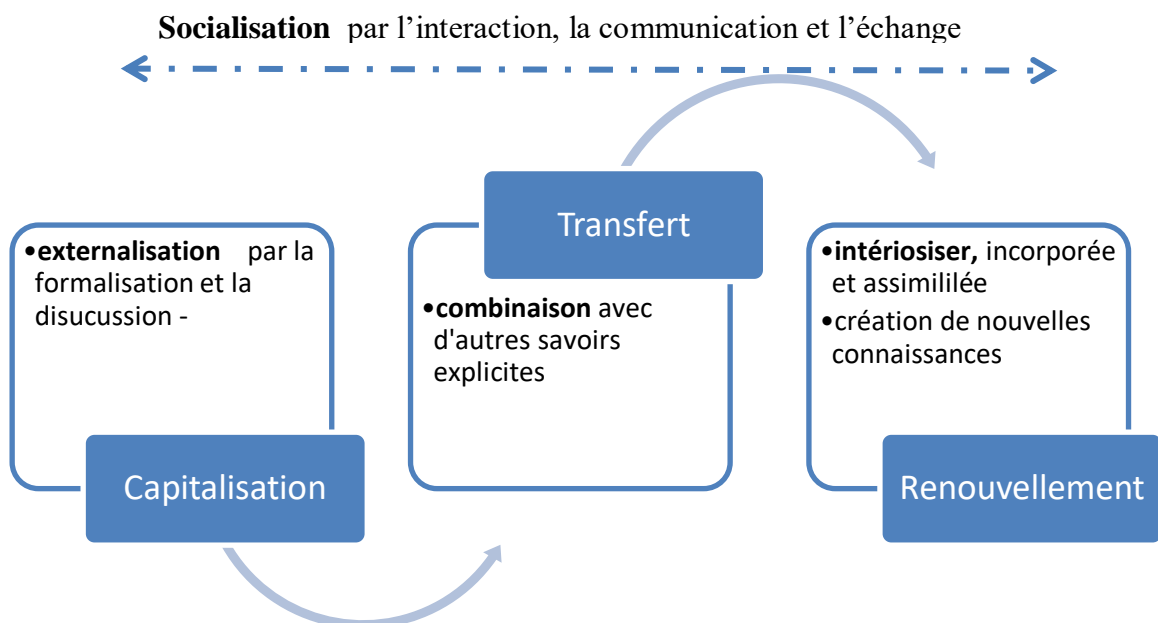 Socialisation par l’interaction, la communication et l’échange
•externalisation par la
formalisation et la
disucussion -
Capitalisation
Transfert
•combinaison avec
d'autres savoirs
explicites
•intériosiser, incorporée
et assimililée
•création de nouvelles
connaissances
Renouvellement